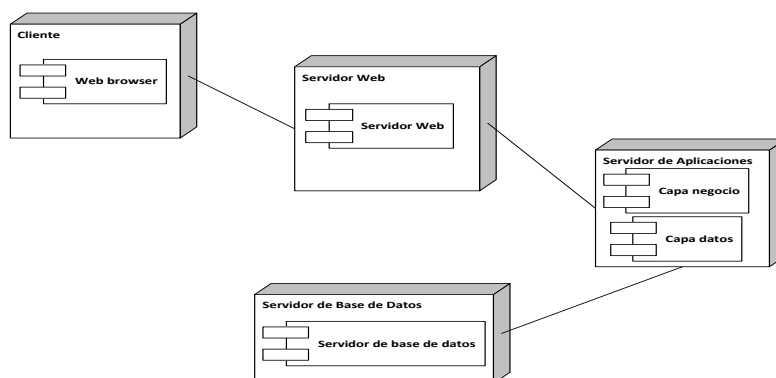 Cliente
Web browser
Servidor Web
Servidor Web
Servidor de Aplicaciones
Capa negocio
Capa datos
Servidor de Base de Datos
Servidor de base de datos